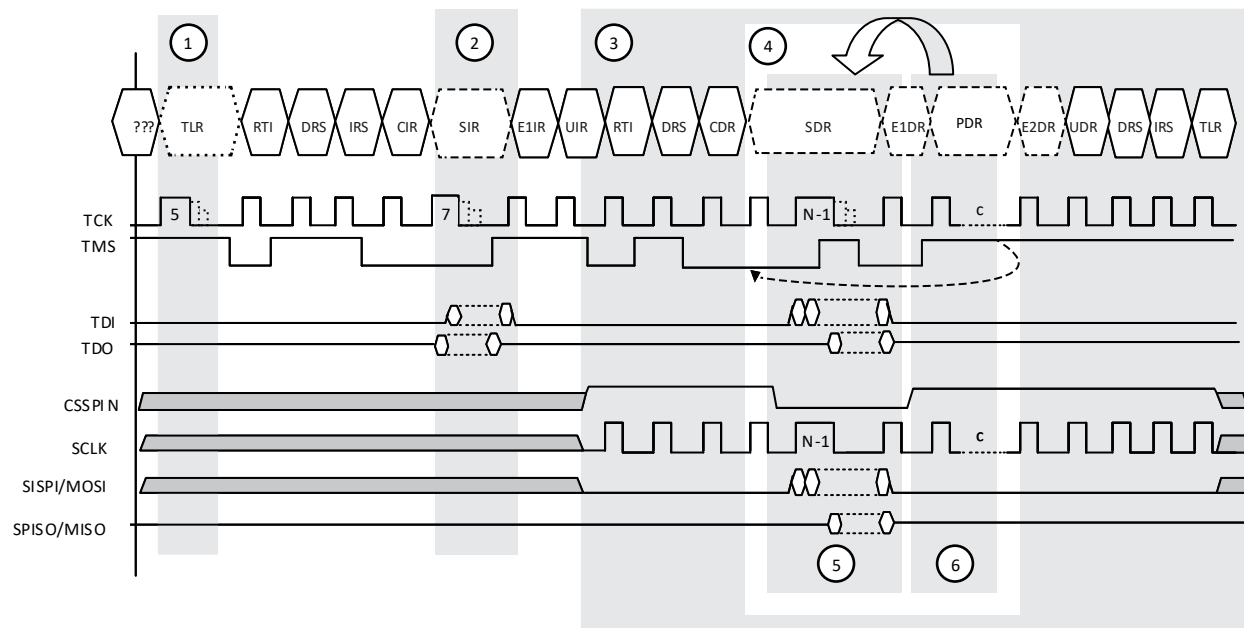 1 2 3 4
??? TLR RTI DRS IRS CIR SIR E1IR UIR RTI DRS CDR SDR E1DR PDR E2DR UDR DRS IRS TLR
TCK 5 7 N-1 c
TMS
TDI
TDO
CSSPIN
SCLK N-1 c
SISPI/MOSI
SPISO/MISO
5 6